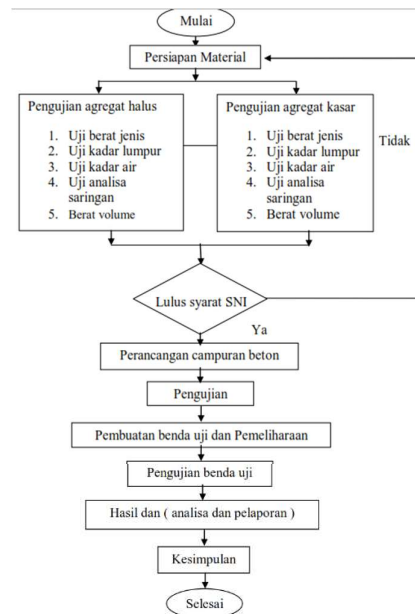 Mulai
Persiapan Material
Pengujian agregat halus
1. Uji berat jenis
2. Uji kadar lumpur
3. Uji kadar air
4. Uji analisa
saringan
5. Berat volume
Pengujian agregat kasar
1. Uji berat jenis
2. Uji kadar lumpur
3. Uji kadar air
4. Uji analisa
saringan
5. Berat volume
Tidak
Lulus syarat SNI
Ya
Perancangan campuran beton
Pengujian
Pembuatan benda uji dan Pemeliharaan
Pengujian benda uji
Hasil dan ( analisa dan pelaporan )
Kesimpulan
Selesai